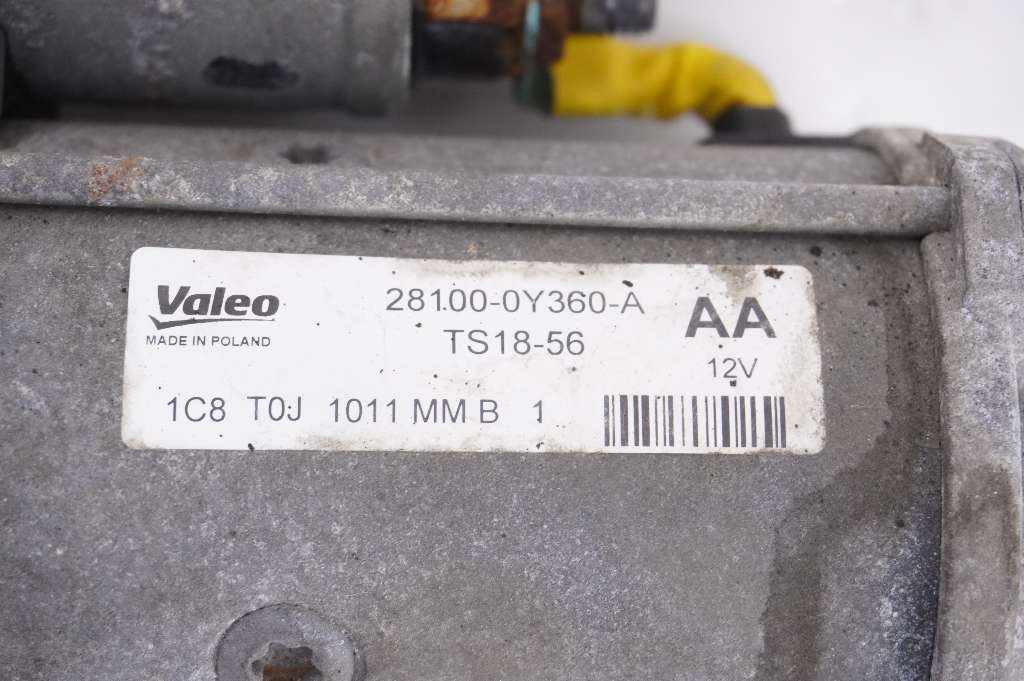 Valeo
MADE IN POLAND
28100-0Y360-A
TS18-56
AA
12V
1C8 T0J 1011 MM B 1